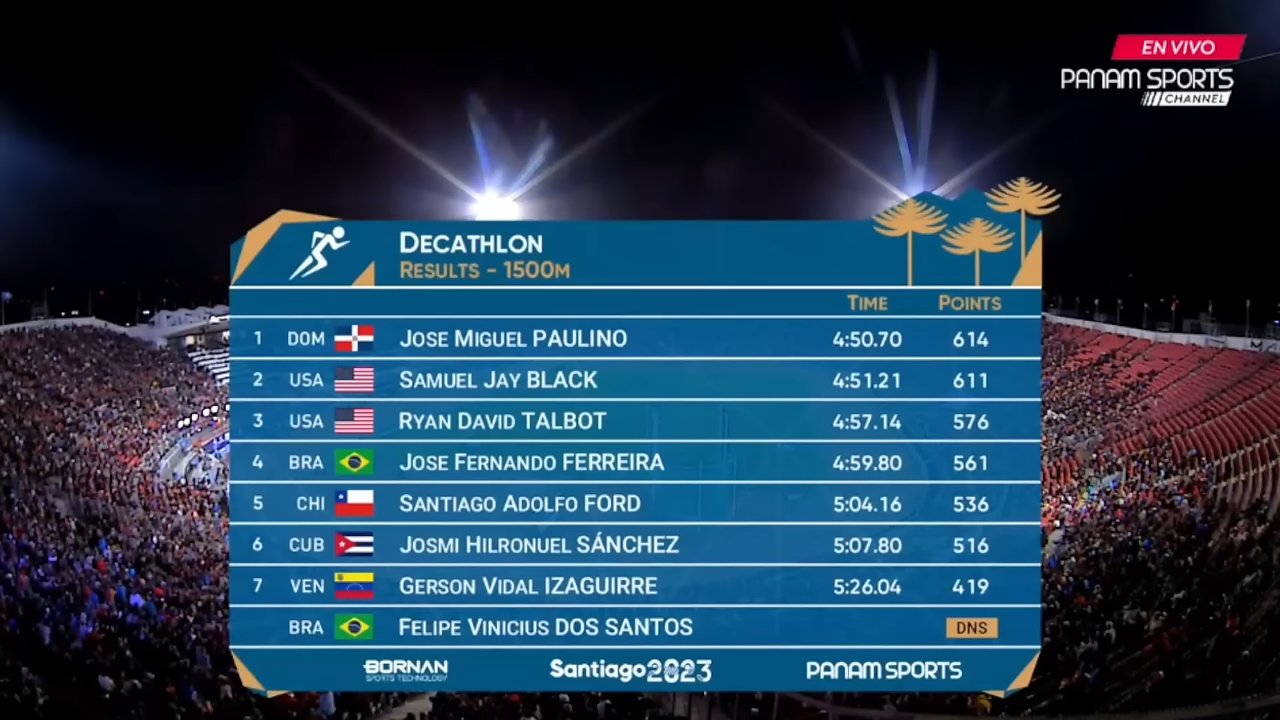 EN VIVO
PANAM SPORTS
CHANNEL
DECATHLON
RESULTS - 1500M
TIME POINTS
1 DOM JOSE MIGUEL PAULINO 4:50.70 614
2 USA SAMUEL JAY BLACK 4:51.21 611
3 USA RYAN DAVID TALBOT 4:57.14 576
4 BRA JOSE FERNANDO FERREIRA 4:59.80 561
5 CHI SANTIAGO ADOLFO FORD 5:04.16 536
6 CUB JOSMI HILRONUEL SÁNCHEZ 5:07.80 516
7 VEN GERSON VIDAL IZAGUIRRE 5:26.04 419
BRA FELIPE VINICIUS DOS SANTOS DNS
BORNAN Santiago2023 PANAM SPORTS
SPORTS TECHNOLOGY